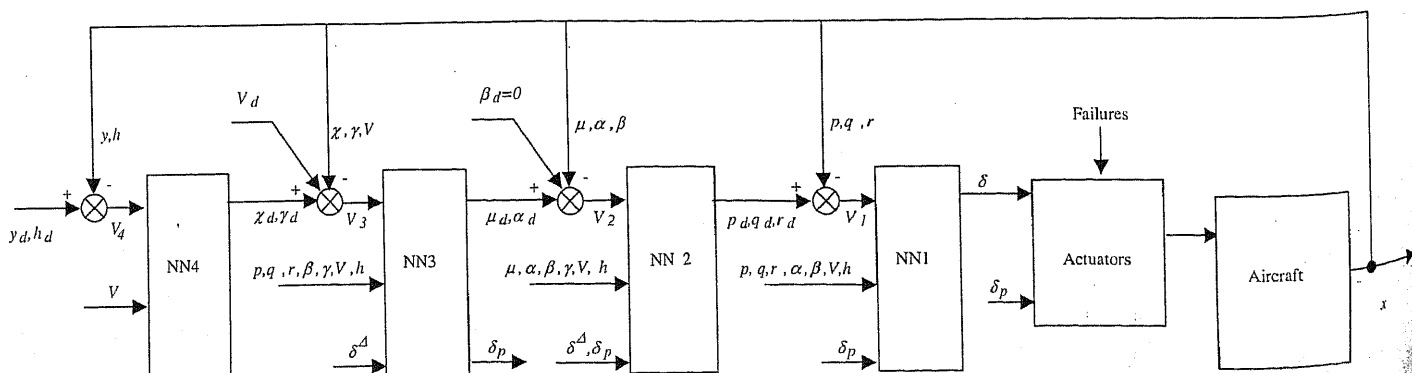 V_d
β_d=0
Failures
y,h
χ,γ,V
μ,α,β
p,q,r
δ
+
-
+
-
+
-
+
-
y_d,h_d
V_4
χ_d,γ_d
V_3
μ_d,α_d
V_2
p_d,q_d,r_d
V_1
NN4
NN3
NN 2
NN1
Actuators
Aircraft
V
p,q,r,β,γ,V,h
μ,α,β,γ,V,h
p,q,r,α,β,V,h
δ_p
x
δ^Δ
δ_p
δ^Δ,δ_p
δ_p